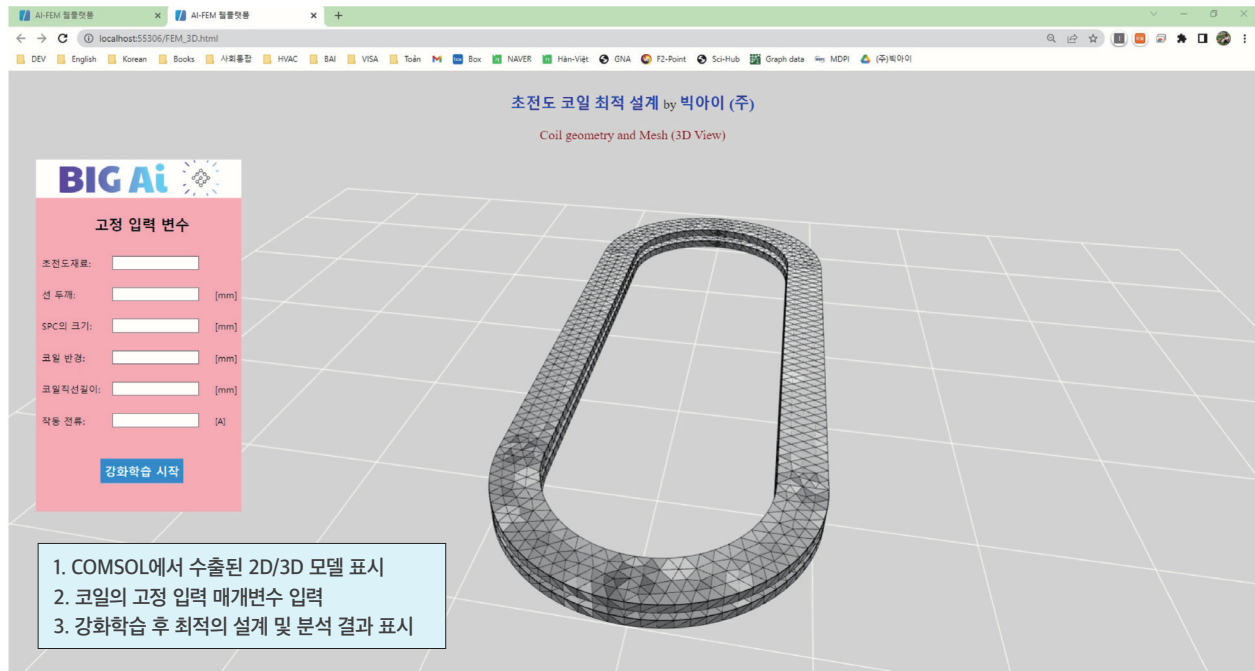 AI-FEM 웹플랫폼
AI-FEM 웹플랫폼
localhost:55306/FEM_3D.html
DEV English Korean Books 사회통합 HVAC BAI VISA Toán Box NAVER Hán-Việt GNA F2-Point Sci-Hub Graph data MDPI (주)빅아이
초전도 코일 최적 설계 by 빅아이 (주)
Coil geometry and Mesh (3D View)
BIG Ai
고정 입력 변수
초전도재료:
선 두깨: [mm]
SPC의 크기: [mm]
코일 반경: [mm]
코일직선길이: [mm]
작동 전류: [A]
강화학습 시작
1. COMSOL에서 수출된 2D/3D 모델 표시
2. 코일의 고정 입력 매개변수 입력
3. 강화학습 후 최적의 설계 및 분석 결과 표시